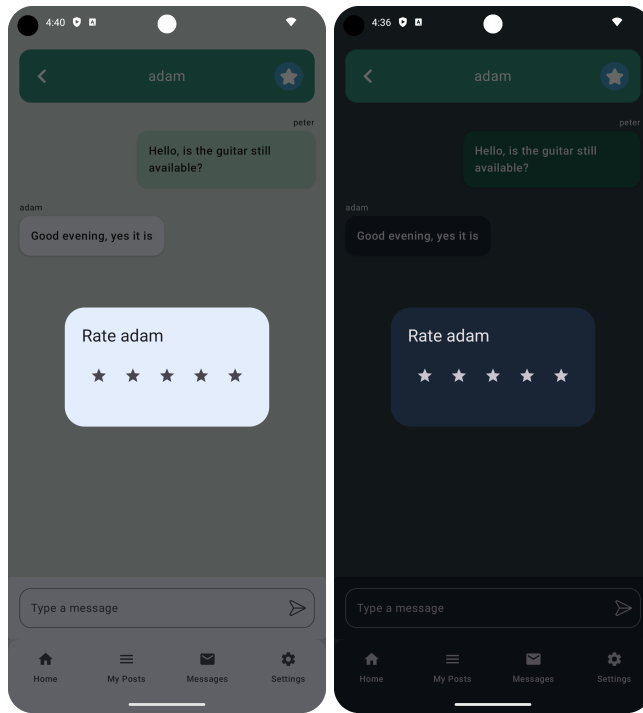 4:40
adam
peter
Hello, is the guitar still
available?
adam
Good evening, yes it is
Rate adam
Type a message
Home My Posts Messages Settings
4:36
adam
peter
Hello, is the guitar still
available?
adam
Good evening, yes it is
Rate adam
Type a message
Home My Posts Messages Settings